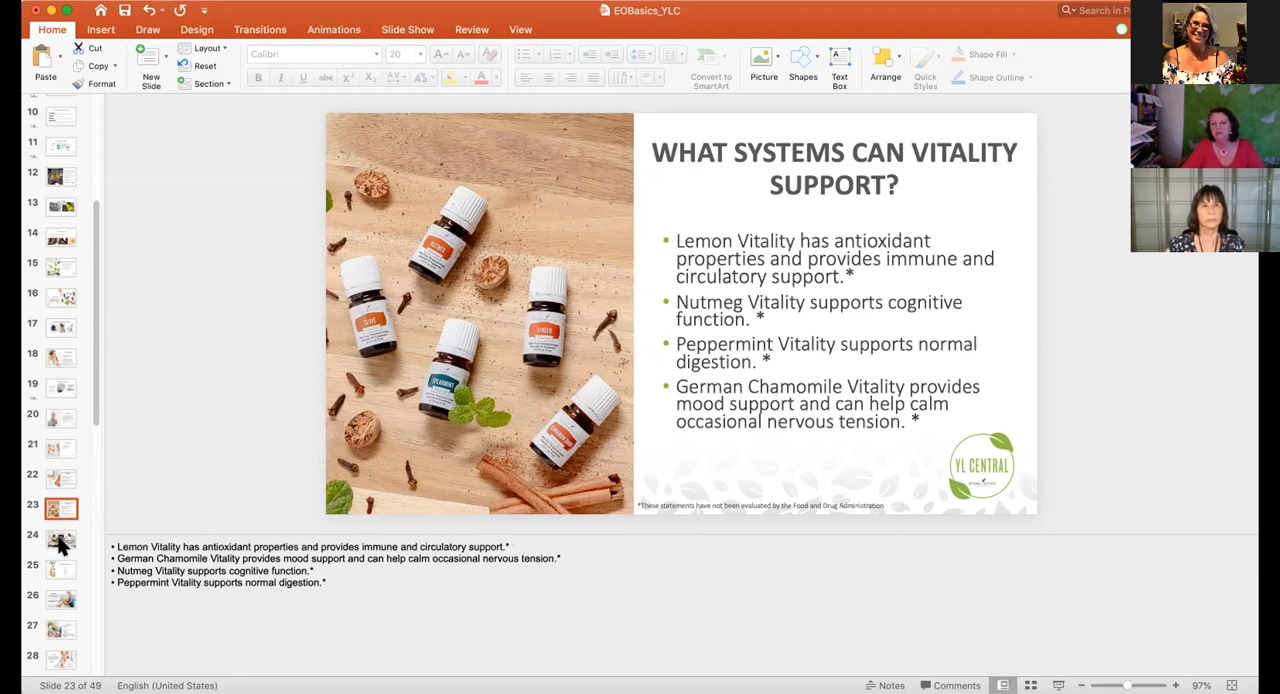 EOBasics_YLC
Search in P
Home
Insert
Draw
Design
Transitions
Animations
Slide Show
Review
View
Paste
Cut
Copy
Format
New
Slide
Layout
Reset
Section
Calibri
20
Convert to
SmartArt
Picture
Shapes
Text
Box
Arrange
Quick
Styles
Shape Fill
Shape Outline
10
11
12
13
14
15
16
17
18
19
20
21
22
23
24
25
26
27
28
WHAT SYSTEMS CAN VITALITY
SUPPORT?
• Lemon Vitality has antioxidant
properties and provides immune and
circulatory support.*
• Nutmeg Vitality supports cognitive
function. *
• Peppermint Vitality supports normal
digestion. *
• German Chamomile Vitality provides
mood support and can help calm
occasional nervous tension. *
NUTMEG
CLOVE
GINGER
SPEARMINT
YL CENTRAL
*These statements have not been evaluated by the Food and Drug Administration
• Lemon Vitality has antioxidant properties and provides immune and circulatory support.*
• German Chamomile Vitality provides mood support and can help calm occasional nervous tension.*
• Nutmeg Vitality supports cognitive function.*
• Peppermint Vitality supports normal digestion.*
Slide 23 of 49
English (United States)
Notes
Comments
97%